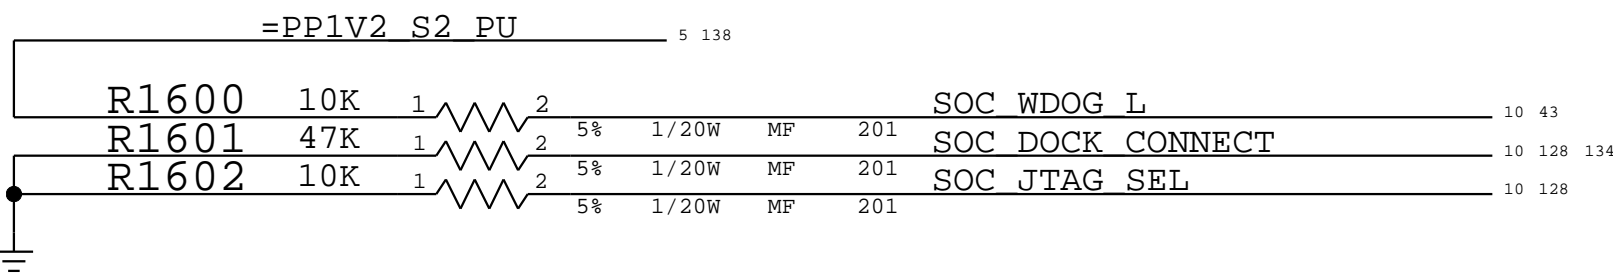 =PP1V2_S2_PU 5 138
R1600 10K 1 2 SOC_WDOG_L 10 43
5% 1/20W MF 201
R1601 47K 1 2 SOC_DOCK_CONNECT 10 128 134
5% 1/20W MF 201
R1602 10K 1 2 SOC_JTAG_SEL 10 128
5% 1/20W MF 201